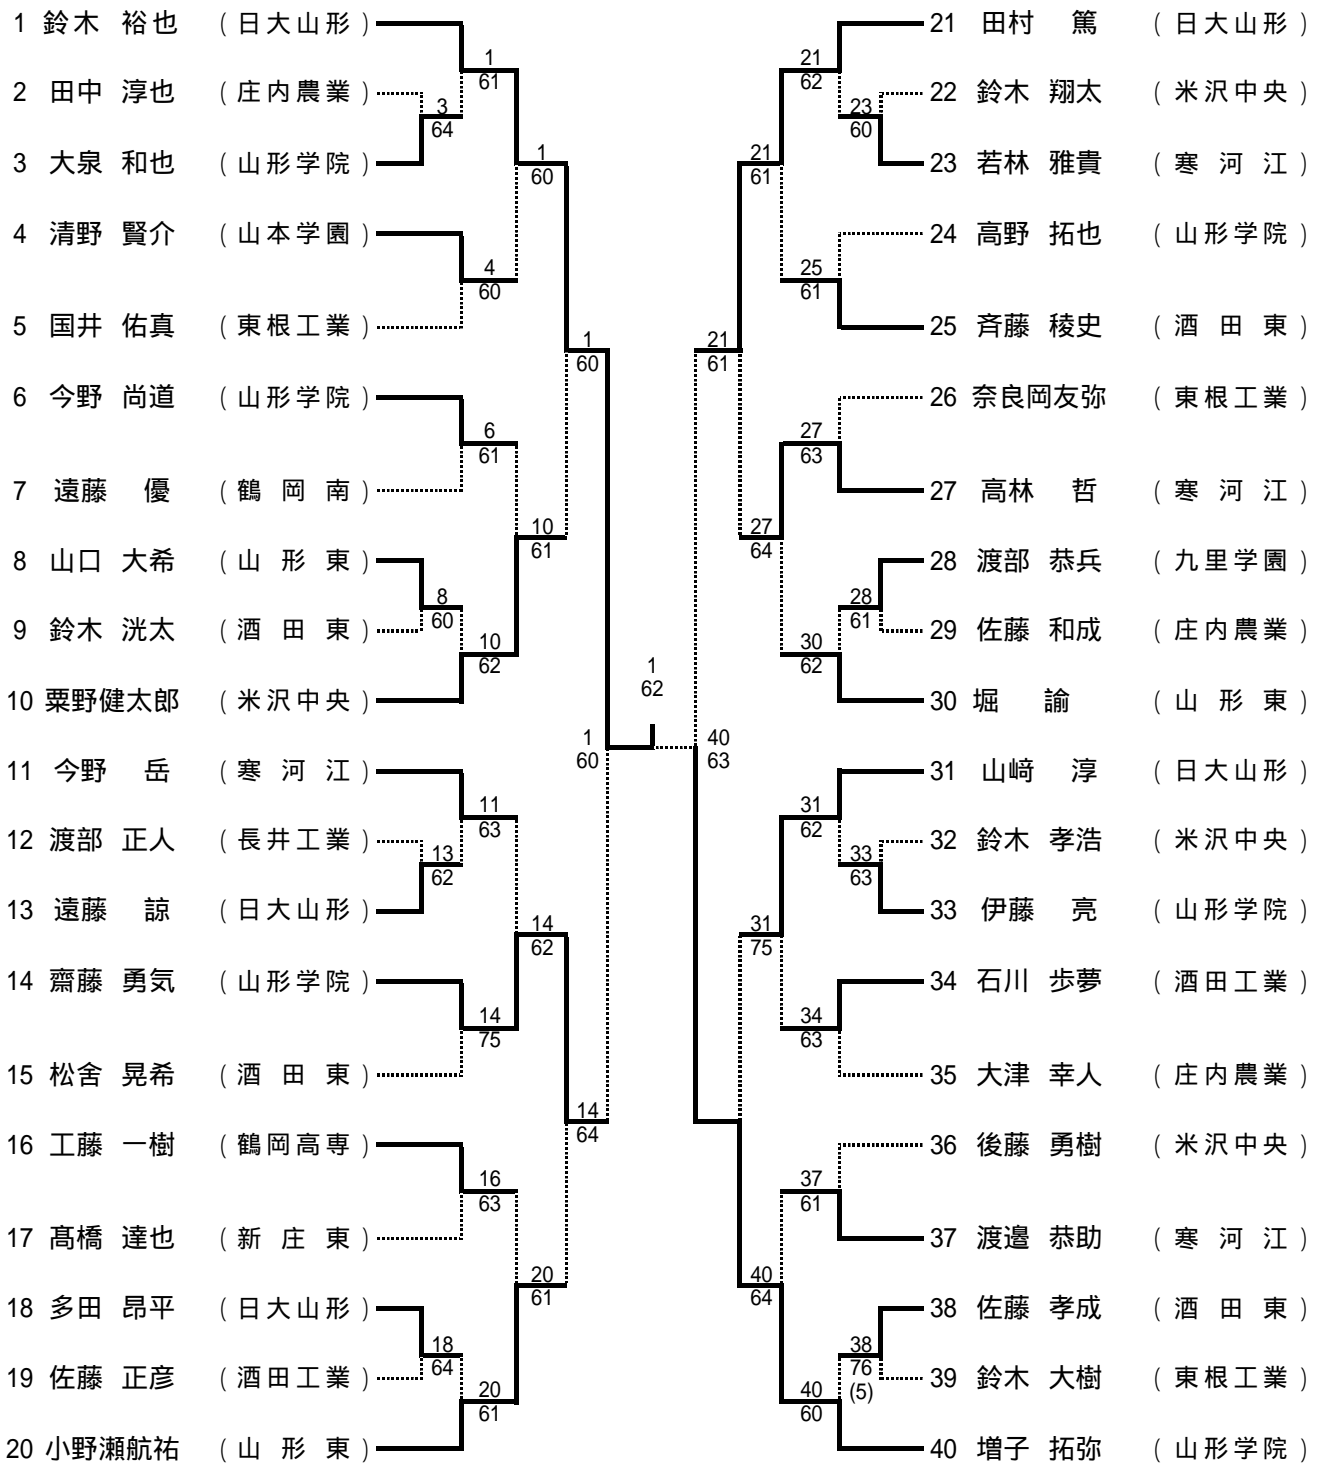 1 鈴木 裕也 (日大山形)
2 田中 淳也 (庄内農業)
3 大泉 和也 (山形学院)
4 清野 賢介 (山本学園)
5 国井 佑真 (東根工業)
6 今野 尚道 (山形学院)
7 遠藤 優 (鶴岡南)
8 山口 大希 (山形東)
9 鈴木 洸太 (酒田東)
10 粟野健太郎 (米沢中央)
11 今野 岳 (寒河江)
12 渡部 正人 (長井工業)
13 遠藤 諒 (日大山形)
14 齋藤 勇気 (山形学院)
15 松舎 晃希 (酒田東)
16 工藤 一樹 (鶴岡高専)
17 髙橋 達也 (新庄東)
18 多田 昂平 (日大山形)
19 佐藤 正彦 (酒田工業)
20 小野瀬航祐 (山形東)
1
61
3
64
4
60
6
61
8
60
10
62
11
63
13
62
14
75
16
63
18
64
20
61
1
60
10
61
14
62
20
61
1
60
14
64
1
60
1
62
40
63
21
61
21
61
27
64
31
75
40
64
21
62
23
60
25
61
27
63
28
61
30
62
31
62
33
63
34
63
37
61
38
76
(5)
40
60
21 田村 篤 (日大山形)
22 鈴木 翔太 (米沢中央)
23 若林 雅貴 (寒河江)
24 高野 拓也 (山形学院)
25 斉藤 稜史 (酒田東)
26 奈良岡友弥 (東根工業)
27 高林 哲 (寒河江)
28 渡部 恭兵 (九里学園)
29 佐藤 和成 (庄内農業)
30 堀 諭 (山形東)
31 山﨑 淳 (日大山形)
32 鈴木 孝浩 (米沢中央)
33 伊藤 亮 (山形学院)
34 石川 歩夢 (酒田工業)
35 大津 幸人 (庄内農業)
36 後藤 勇樹 (米沢中央)
37 渡邉 恭助 (寒河江)
38 佐藤 孝成 (酒田東)
39 鈴木 大樹 (東根工業)
40 増子 拓弥 (山形学院)